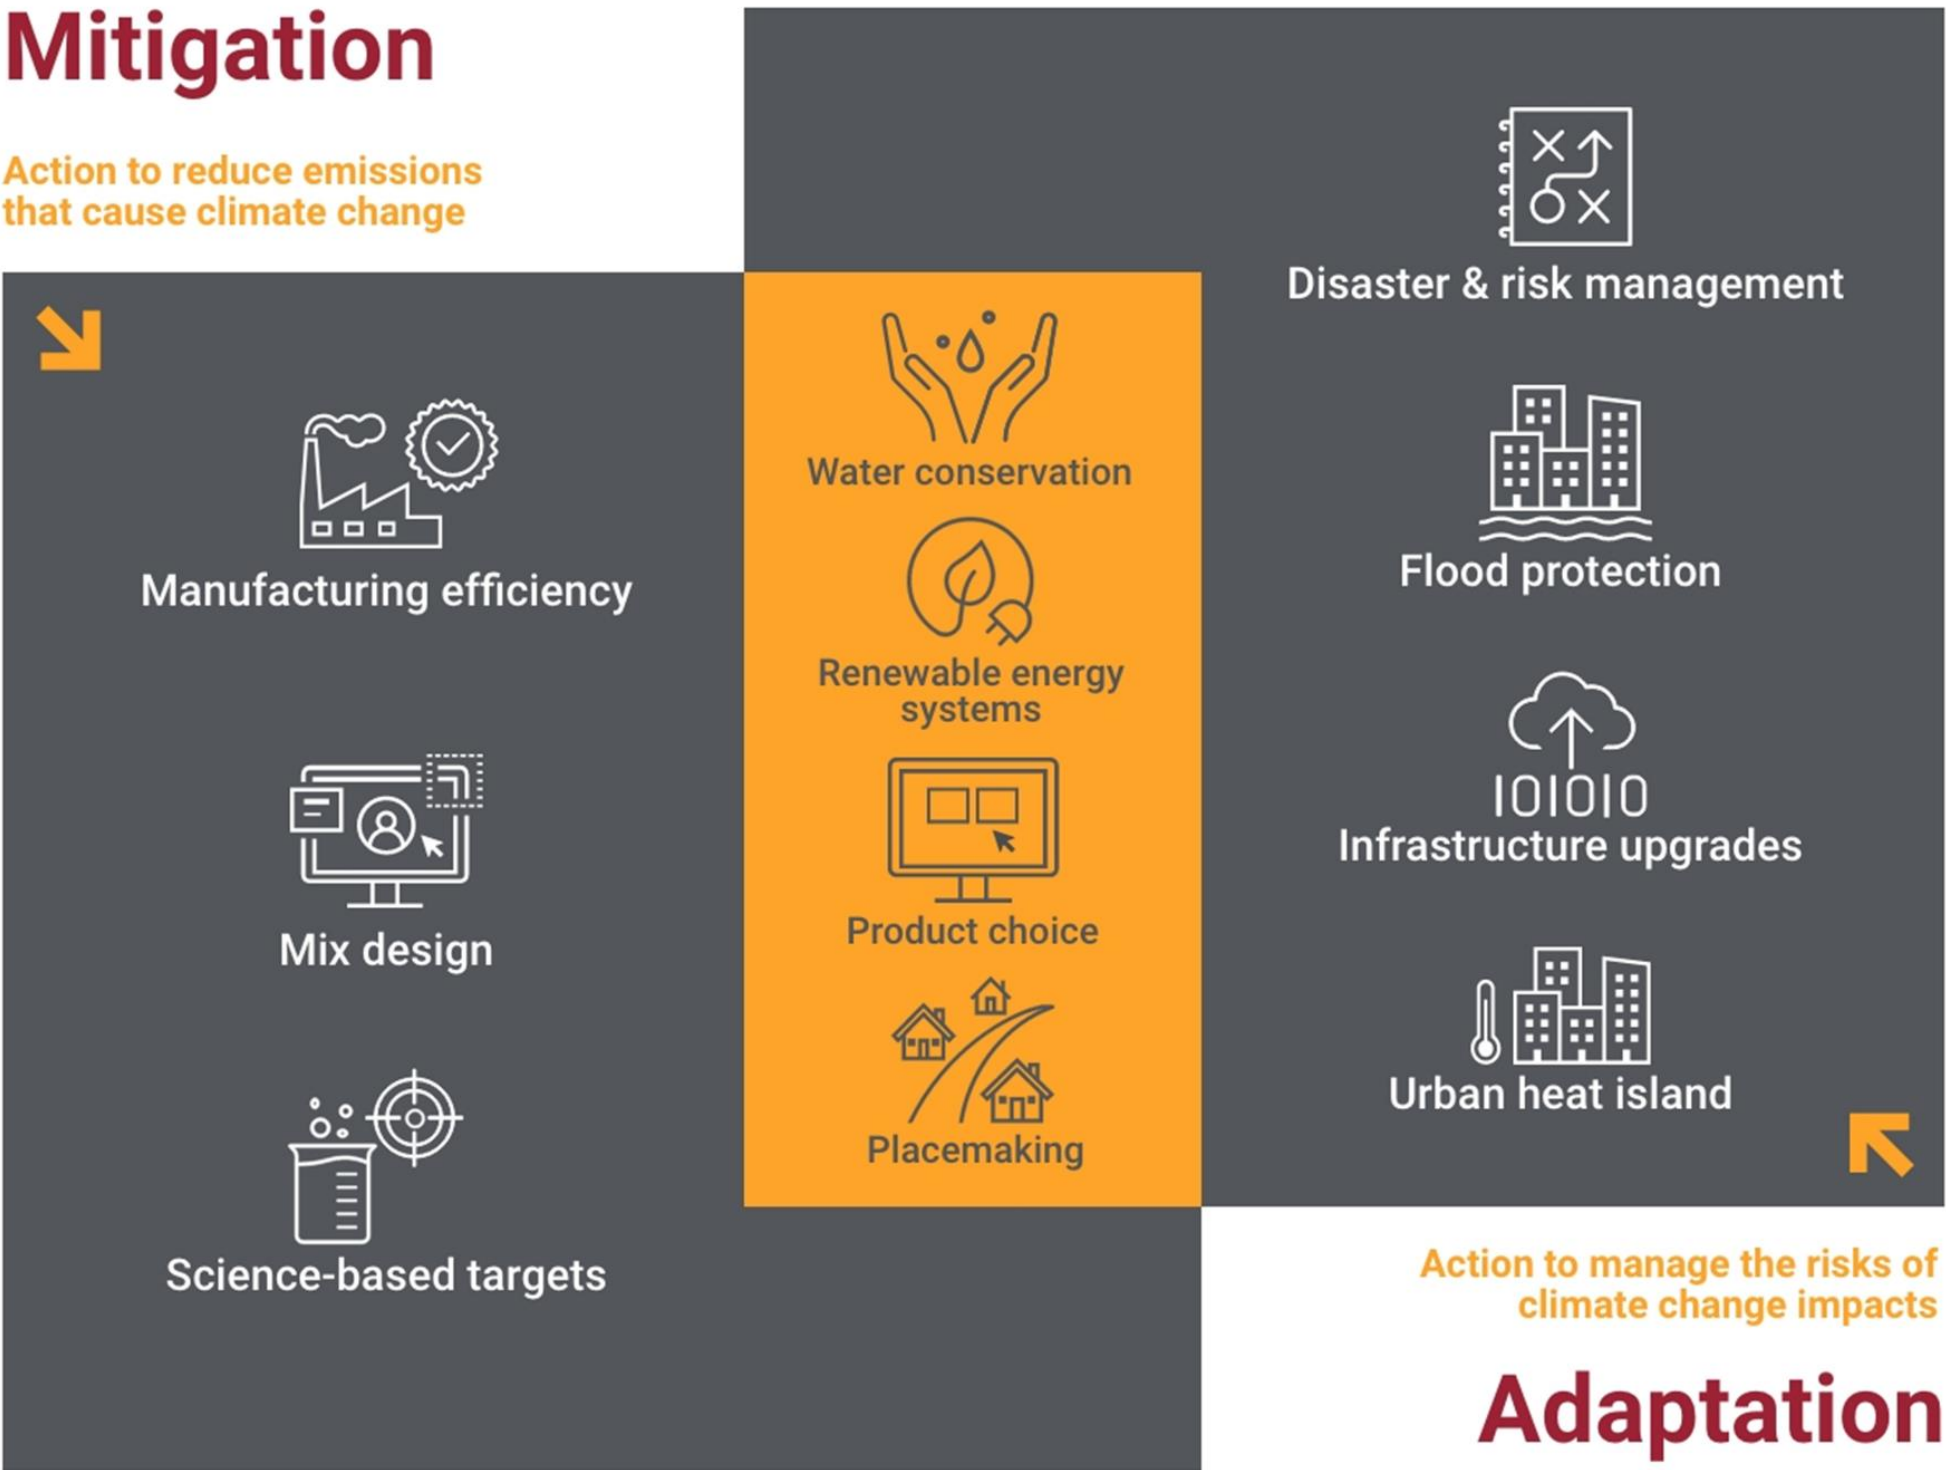 Mitigation
Action to reduce emissions
that cause climate change
Manufacturing efficiency
Mix design
Science-based targets
Water conservation
Renewable energy
systems
Product choice
Placemaking
Disaster & risk management
Flood protection
IOIOIO
Infrastructure upgrades
Urban heat island
Action to manage the risks of
climate change impacts
Adaptation